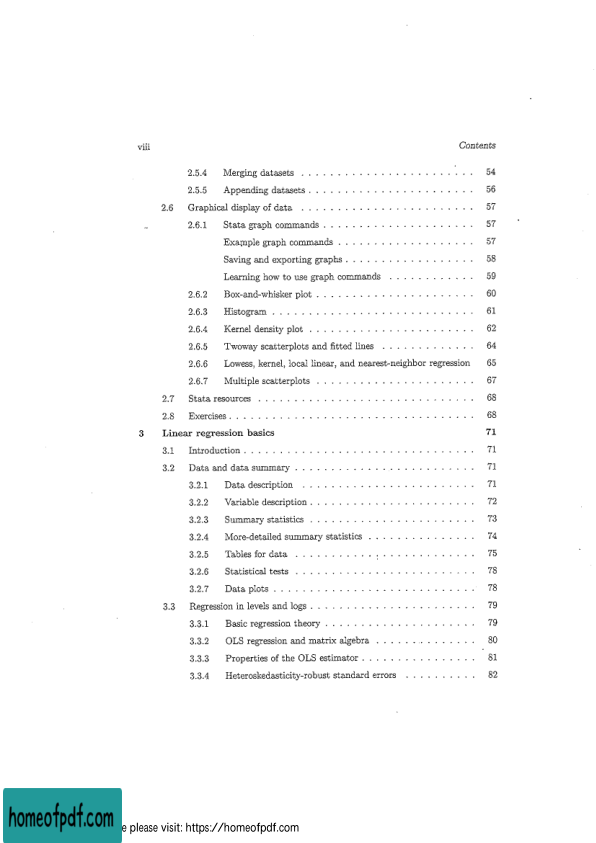 viii Contents
2.5.4 Merging datasets . . . . . . . . . . . . . . . . . . . . . . . . 54
2.5.5 Appending datasets . . . . . . . . . . . . . . . . . . . . . . . 56
2.6 Graphical display of data . . . . . . . . . . . . . . . . . . . . . . . . 57
2.6.1 Stata graph commands . . . . . . . . . . . . . . . . . . . . . 57
Example graph commands . . . . . . . . . . . . . . . . . . . 57
Saving and exporting graphs . . . . . . . . . . . . . . . . . . 58
Learning how to use graph commands . . . . . . . . . . . . 59
2.6.2 Box-and-whisker plot . . . . . . . . . . . . . . . . . . . . . . 60
2.6.3 Histogram . . . . . . . . . . . . . . . . . . . . . . . . . . . . 61
2.6.4 Kernel density plot . . . . . . . . . . . . . . . . . . . . . . . 62
2.6.5 Twoway scatterplots and fitted lines . . . . . . . . . . . . . 64
2.6.6 Lowess, kernel, local linear, and nearest-neighbor regression 65
2.6.7 Multiple scatterplots . . . . . . . . . . . . . . . . . . . . . . 67
2.7 Stata resources . . . . . . . . . . . . . . . . . . . . . . . . . . . . . . 68
2.8 Exercises . . . . . . . . . . . . . . . . . . . . . . . . . . . . . . . . . 68
3 Linear regression basics 71
3.1 Introduction . . . . . . . . . . . . . . . . . . . . . . . . . . . . . . . 71
3.2 Data and data summary . . . . . . . . . . . . . . . . . . . . . . . . . 71
3.2.1 Data description . . . . . . . . . . . . . . . . . . . . . . . . 71
3.2.2 Variable description . . . . . . . . . . . . . . . . . . . . . . . 72
3.2.3 Summary statistics . . . . . . . . . . . . . . . . . . . . . . . 73
3.2.4 More-detailed summary statistics . . . . . . . . . . . . . . . 74
3.2.5 Tables for data . . . . . . . . . . . . . . . . . . . . . . . . . 75
3.2.6 Statistical tests . . . . . . . . . . . . . . . . . . . . . . . . . 78
3.2.7 Data plots . . . . . . . . . . . . . . . . . . . . . . . . . . . . 78
3.3 Regression in levels and logs . . . . . . . . . . . . . . . . . . . . . . . 79
3.3.1 Basic regression theory . . . . . . . . . . . . . . . . . . . . . 79
3.3.2 OLS regression and matrix algebra . . . . . . . . . . . . . . 80
3.3.3 Properties of the OLS estimator . . . . . . . . . . . . . . . . 81
3.3.4 Heteroskedasticity-robust standard errors . . . . . . . . . . 82
homeofpdf.com
e please visit: https://homeofpdf.com